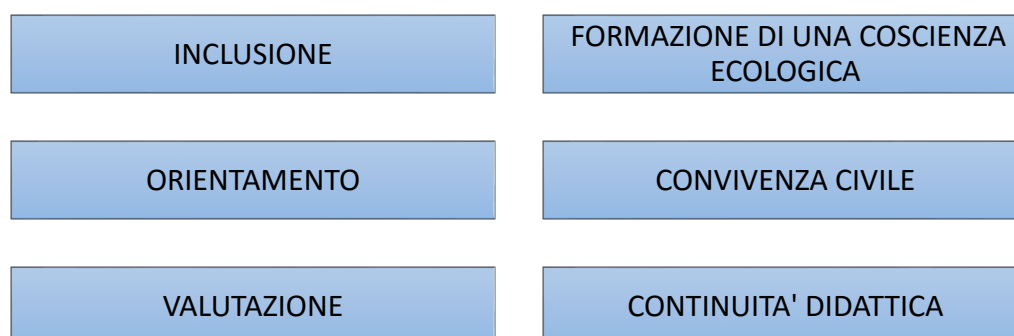 INCLUSIONE
FORMAZIONE DI UNA COSCIENZA
ECOLOGICA
ORIENTAMENTO
CONVIVENZA CIVILE
VALUTAZIONE
CONTINUITA' DIDATTICA